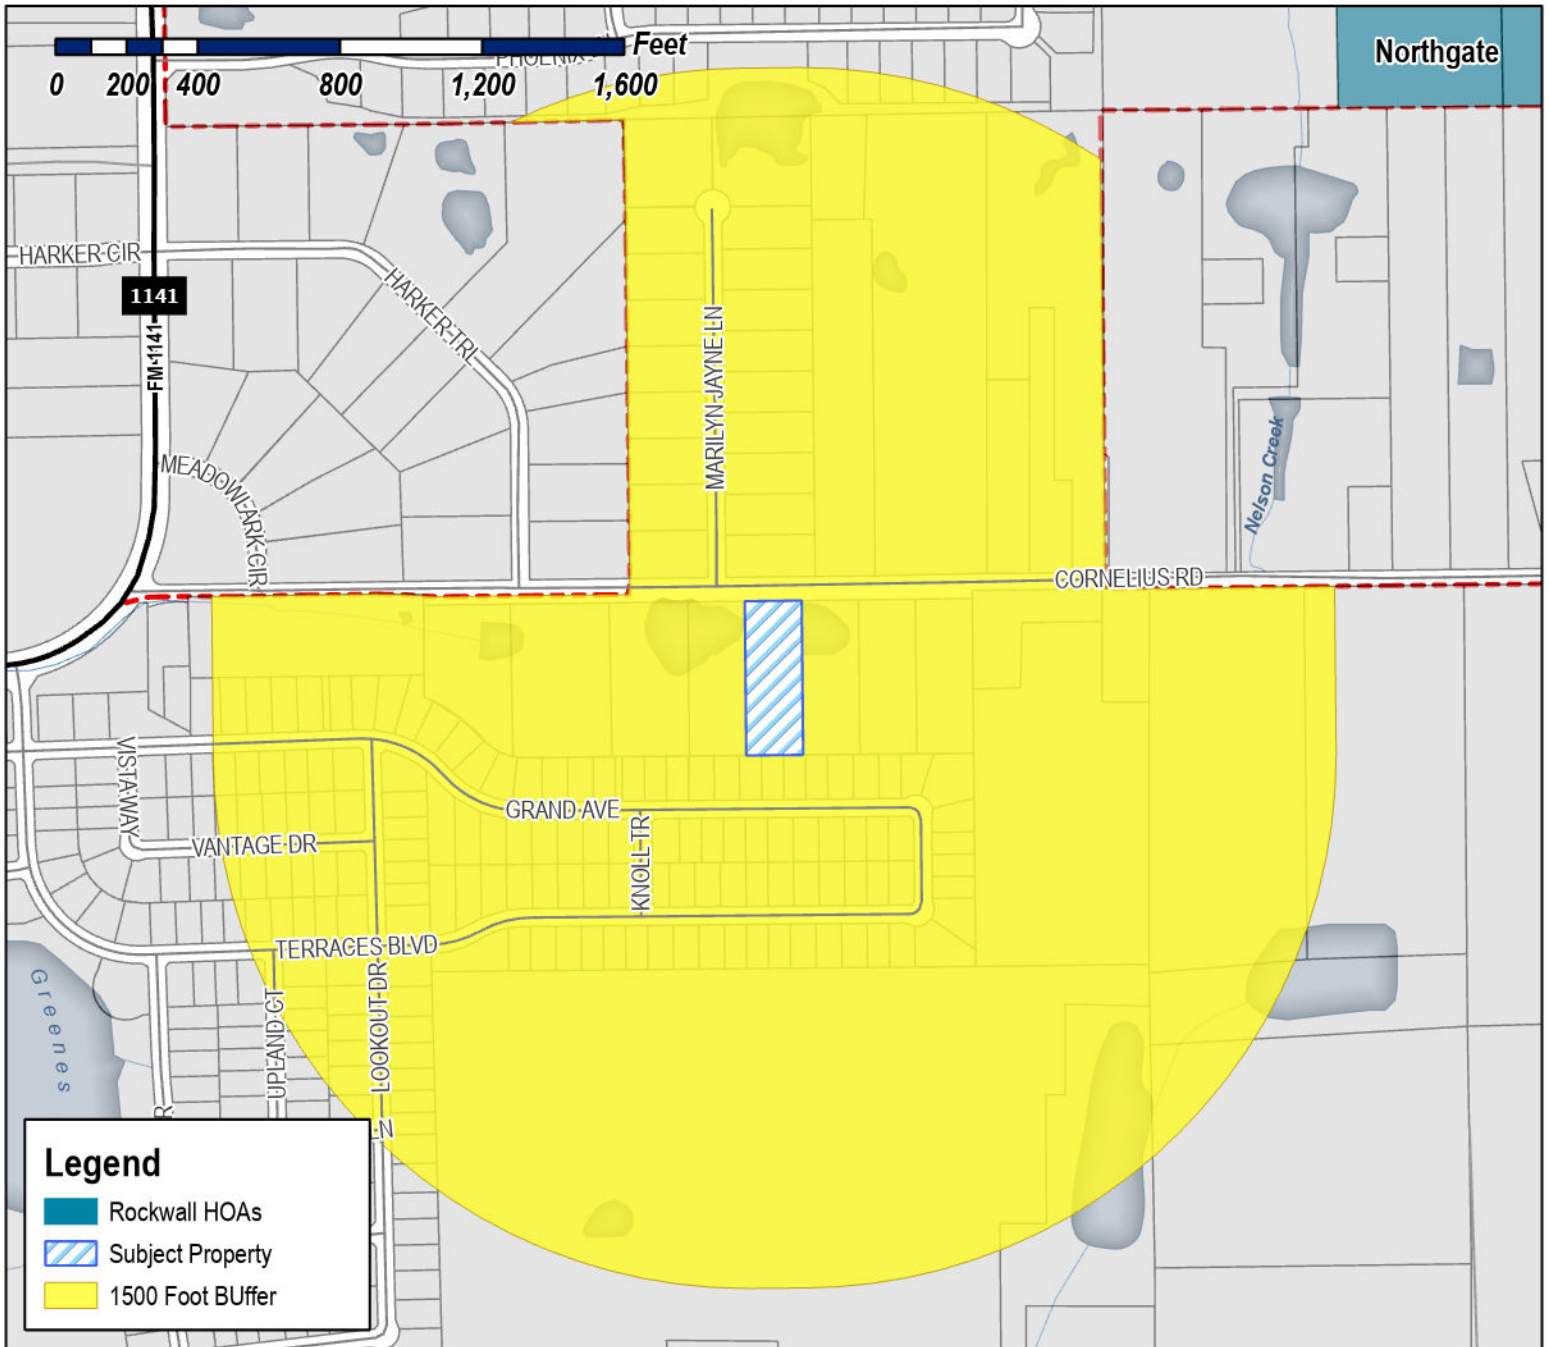 Feet
0 200 400 800 1,200 1,600
PHOENIX
Northgate
HARKER CIR
1141
FM 1141
HARKER TRL
MARILYN JAYNE LN
MEADOWLARK CIR
Nelson Creek
CORNELIUS RD
VISTA WAY
GRAND AVE
KNOLL TR
VANTAGE DR
TERRACES BLVD
LOOKOUT DR
UPLAND CT
Greenes
R
LN
Legend
Rockwall HOAs
Subject Property
1500 Foot BUffer